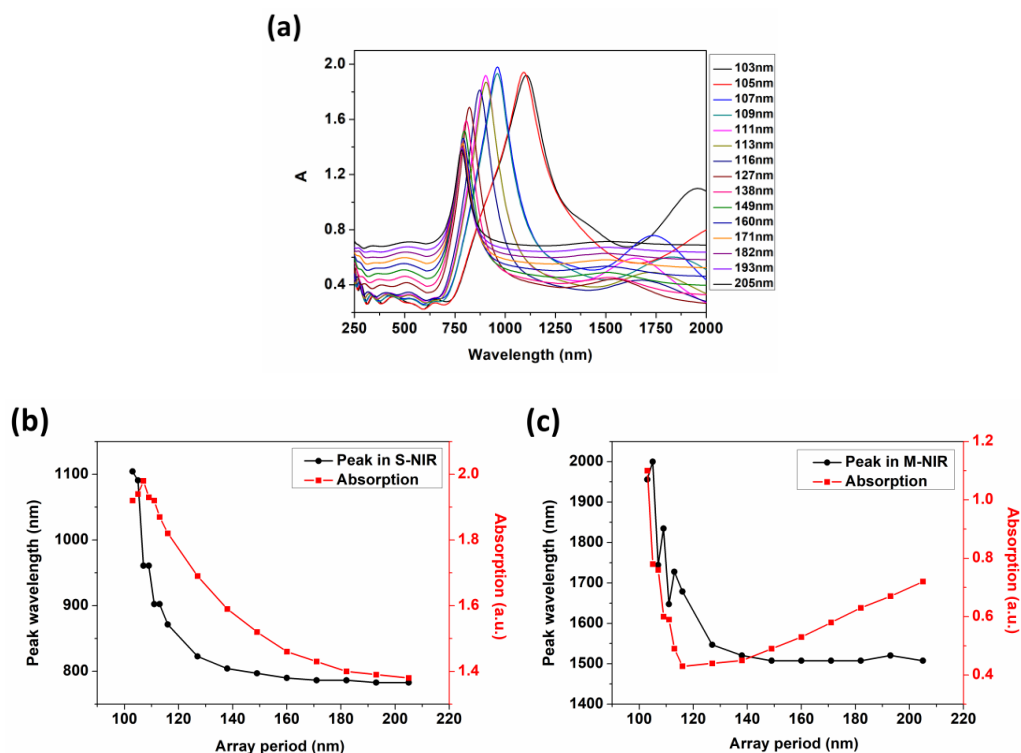 (a)
A
2.0
1.6
1.2
0.8
0.4
250 500 750 1000 1250 1500 1750 2000
Wavelength (nm)
103nm
105nm
107nm
109nm
111nm
113nm
116nm
127nm
138nm
149nm
160nm
171nm
182nm
193nm
205nm
(b)
Peak wavelength (nm)
1100
1000
900
800
Peak in S-NIR
Absorption
2.0
1.8
1.6
1.4
Absorption (a.u.)
100 120 140 160 180 200 220
Array period (nm)
(c)
Peak wavelength (nm)
2000
1900
1800
1700
1600
1500
1400
Peak in M-NIR
Absorption
1.2
1.0
0.8
0.6
0.4
0.2
0.0
Absorption (a.u.)
100 120 140 160 180 200 220
Array period (nm)